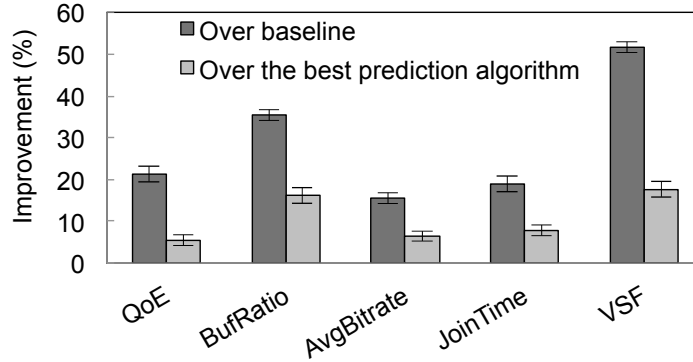 60
50
40
30
20
10
0
Improvement (%)
Over baseline
Over the best prediction algorithm
QoE
BufRatio
AvgBitrate
JoinTime
VSF